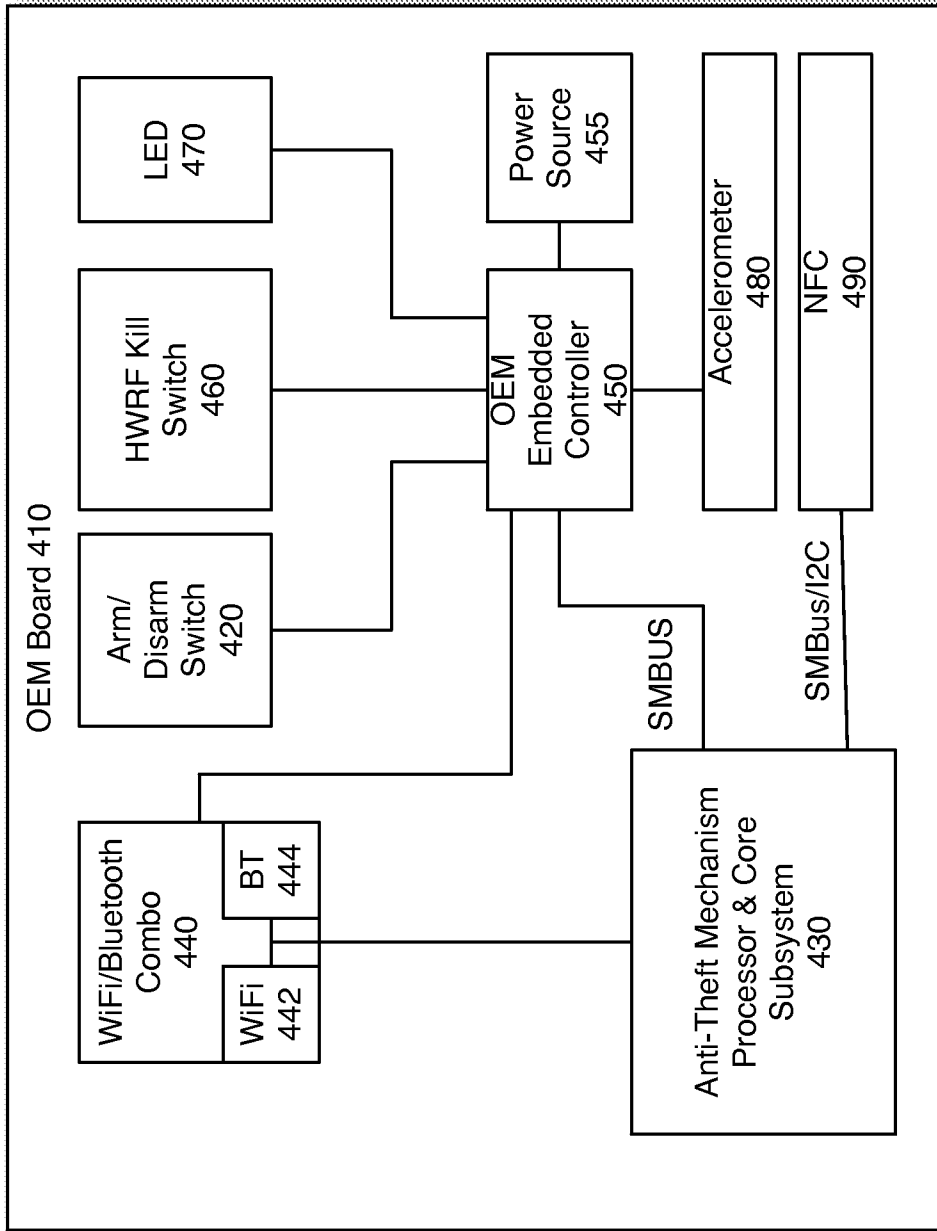 OEM Board 410
WiFi/Bluetooth
Combo
440
WiFi
442
BT
444
Arm/
Disarm
Switch
420
HWRF Kill
Switch
460
LED
470
OEM
Embedded
Controller
450
Power
Source
455
SMBUS
Anti-Theft Mechanism
Processor & Core
Subsystem
430
Accelerometer
480
SMBus/I2C
NFC
490